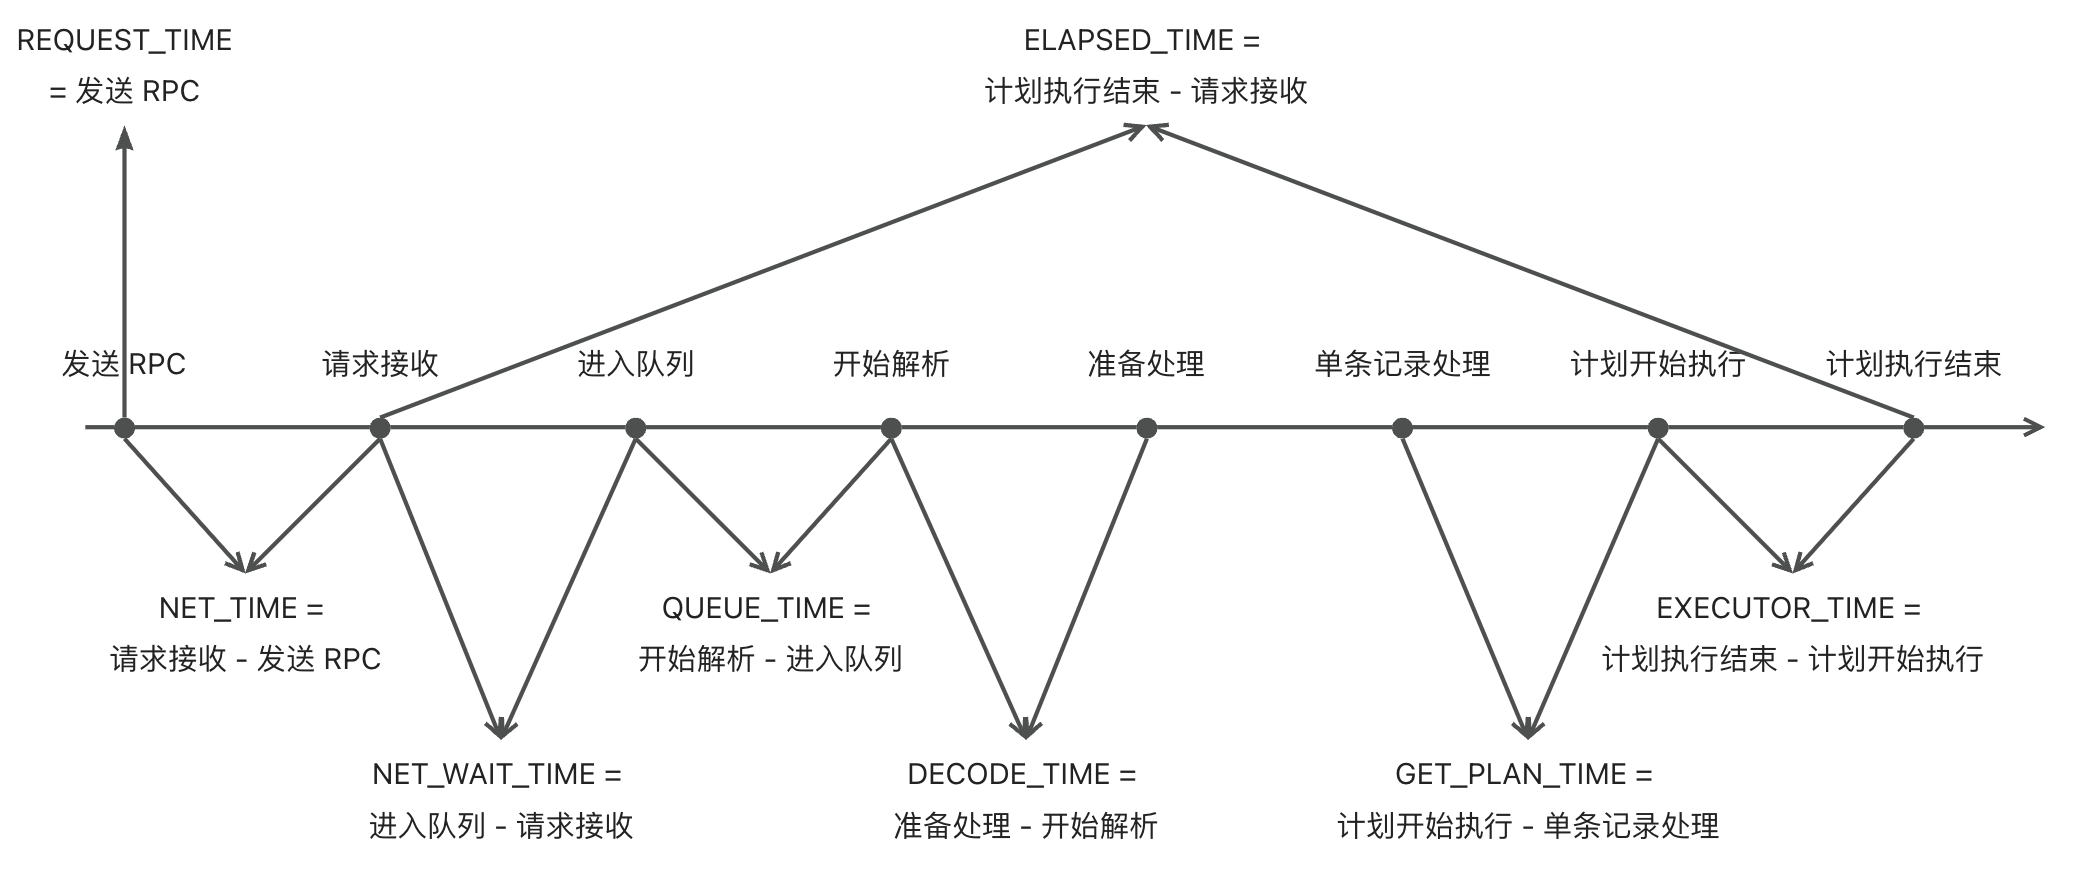 REQUEST_TIME
= 发送 RPC
ELAPSED_TIME =
计划执行结束 - 请求接收
发送 RPC
请求接收
进入队列
开始解析
准备处理
单条记录处理
计划开始执行
计划执行结束
NET_TIME =
请求接收 - 发送 RPC
QUEUE_TIME =
开始解析 - 进入队列
EXECUTOR_TIME =
计划执行结束 - 计划开始执行
NET_WAIT_TIME =
进入队列 - 请求接收
DECODE_TIME =
准备处理 - 开始解析
GET_PLAN_TIME =
计划开始执行 - 单条记录处理